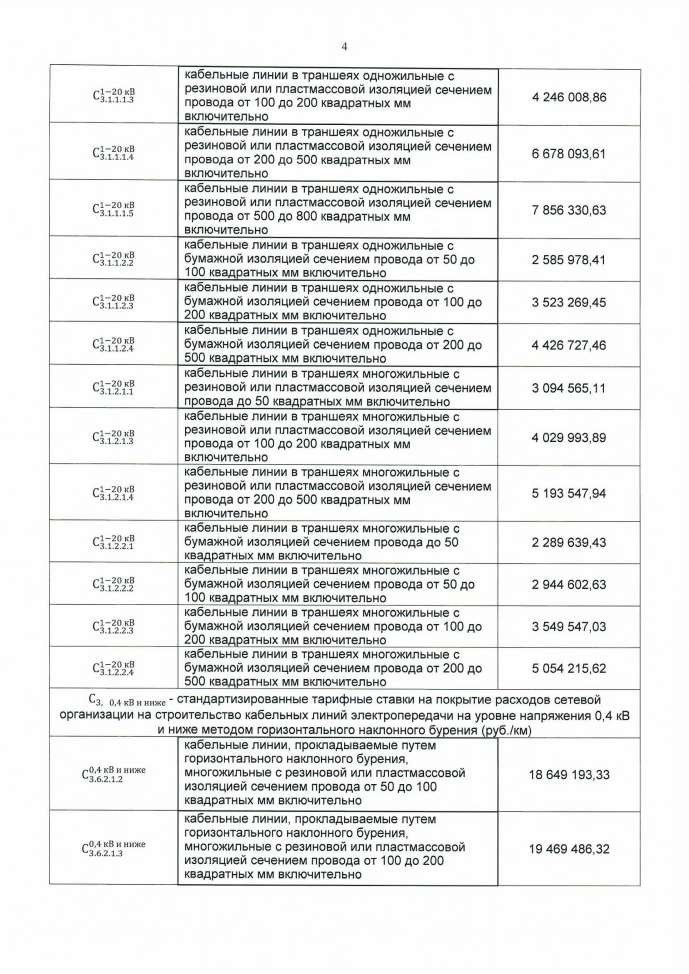 4
C 1−20 кВ 3.1.1.1.3
кабельные линии в траншеях одножильные с
резиновой или пластмассовой изоляцией сечением
провода от 100 до 200 квадратных мм
включительно
4 246 008,86
C 1−20 кВ 3.1.1.1.4
кабельные линии в траншеях одножильные с
резиновой или пластмассовой изоляцией сечением
провода от 200 до 500 квадратных мм
включительно
6 678 093,61
C 1−20 кВ 3.1.1.1.5
кабельные линии в траншеях одножильные с
резиновой или пластмассовой изоляцией сечением
провода от 500 до 800 квадратных мм
включительно
7 856 330,63
C 1−20 кВ 3.1.1.2.2
кабельные линии в траншеях одножильные с
бумажной изоляцией сечением провода от 50 до
100 квадратных мм включительно
2 585 978,41
C 1−20 кВ 3.1.1.2.3
кабельные линии в траншеях одножильные с
бумажной изоляцией сечением провода от 100 до
200 квадратных мм включительно
3 523 269,45
C 1−20 кВ 3.1.1.2.4
кабельные линии в траншеях одножильные с
бумажной изоляцией сечением провода от 200 до
500 квадратных мм включительно
4 426 727,46
C 1−20 кВ 3.1.2.1.1
кабельные линии в траншеях многожильные с
резиновой или пластмассовой изоляцией сечением
провода до 50 квадратных мм включительно
3 094 565,11
C 1−20 кВ 3.1.2.1.3
кабельные линии в траншеях многожильные с
резиновой или пластмассовой изоляцией сечением
провода от 100 до 200 квадратных мм
включительно
4 029 993,89
C 1−20 кВ 3.1.2.1.4
кабельные линии в траншеях многожильные с
резиновой или пластмассовой изоляцией сечением
провода от 200 до 500 квадратных мм
включительно
5 193 547,94
C 1−20 кВ 3.1.2.2.1
кабельные линии в траншеях многожильные с
бумажной изоляцией сечением провода до 50
квадратных мм включительно
2 289 639,43
C 1−20 кВ 3.1.2.2.2
кабельные линии в траншеях многожильные с
бумажной изоляцией сечением провода от 50 до
100 квадратных мм включительно
2 944 602,63
C 1−20 кВ 3.1.2.2.3
кабельные линии в траншеях многожильные с
бумажной изоляцией сечением провода от 100 до
200 квадратных мм включительно
3 549 547,03
C 1−20 кВ 3.1.2.2.4
кабельные линии в траншеях многожильные с
бумажной изоляцией сечением провода от 200 до
500 квадратных мм включительно
5 054 215,62
C3, 0,4 кВ и ниже - стандартизированные тарифные ставки на покрытие расходов сетевой
организации на строительство кабельных линий электропередачи на уровне напряжения 0,4 кВ
и ниже методом горизонтального наклонного бурения (руб./км)
C 0,4 кВ и ниже 3.6.2.1.2
кабельные линии, прокладываемые путем
горизонтального наклонного бурения,
многожильные с резиновой или пластмассовой
изоляцией сечением провода от 50 до 100
квадратных мм включительно
18 649 193,33
C 0,4 кВ и ниже 3.6.2.1.3
кабельные линии, прокладываемые путем
горизонтального наклонного бурения,
многожильные с резиновой или пластмассовой
изоляцией сечением провода от 100 до 200
квадратных мм включительно
19 469 486,32